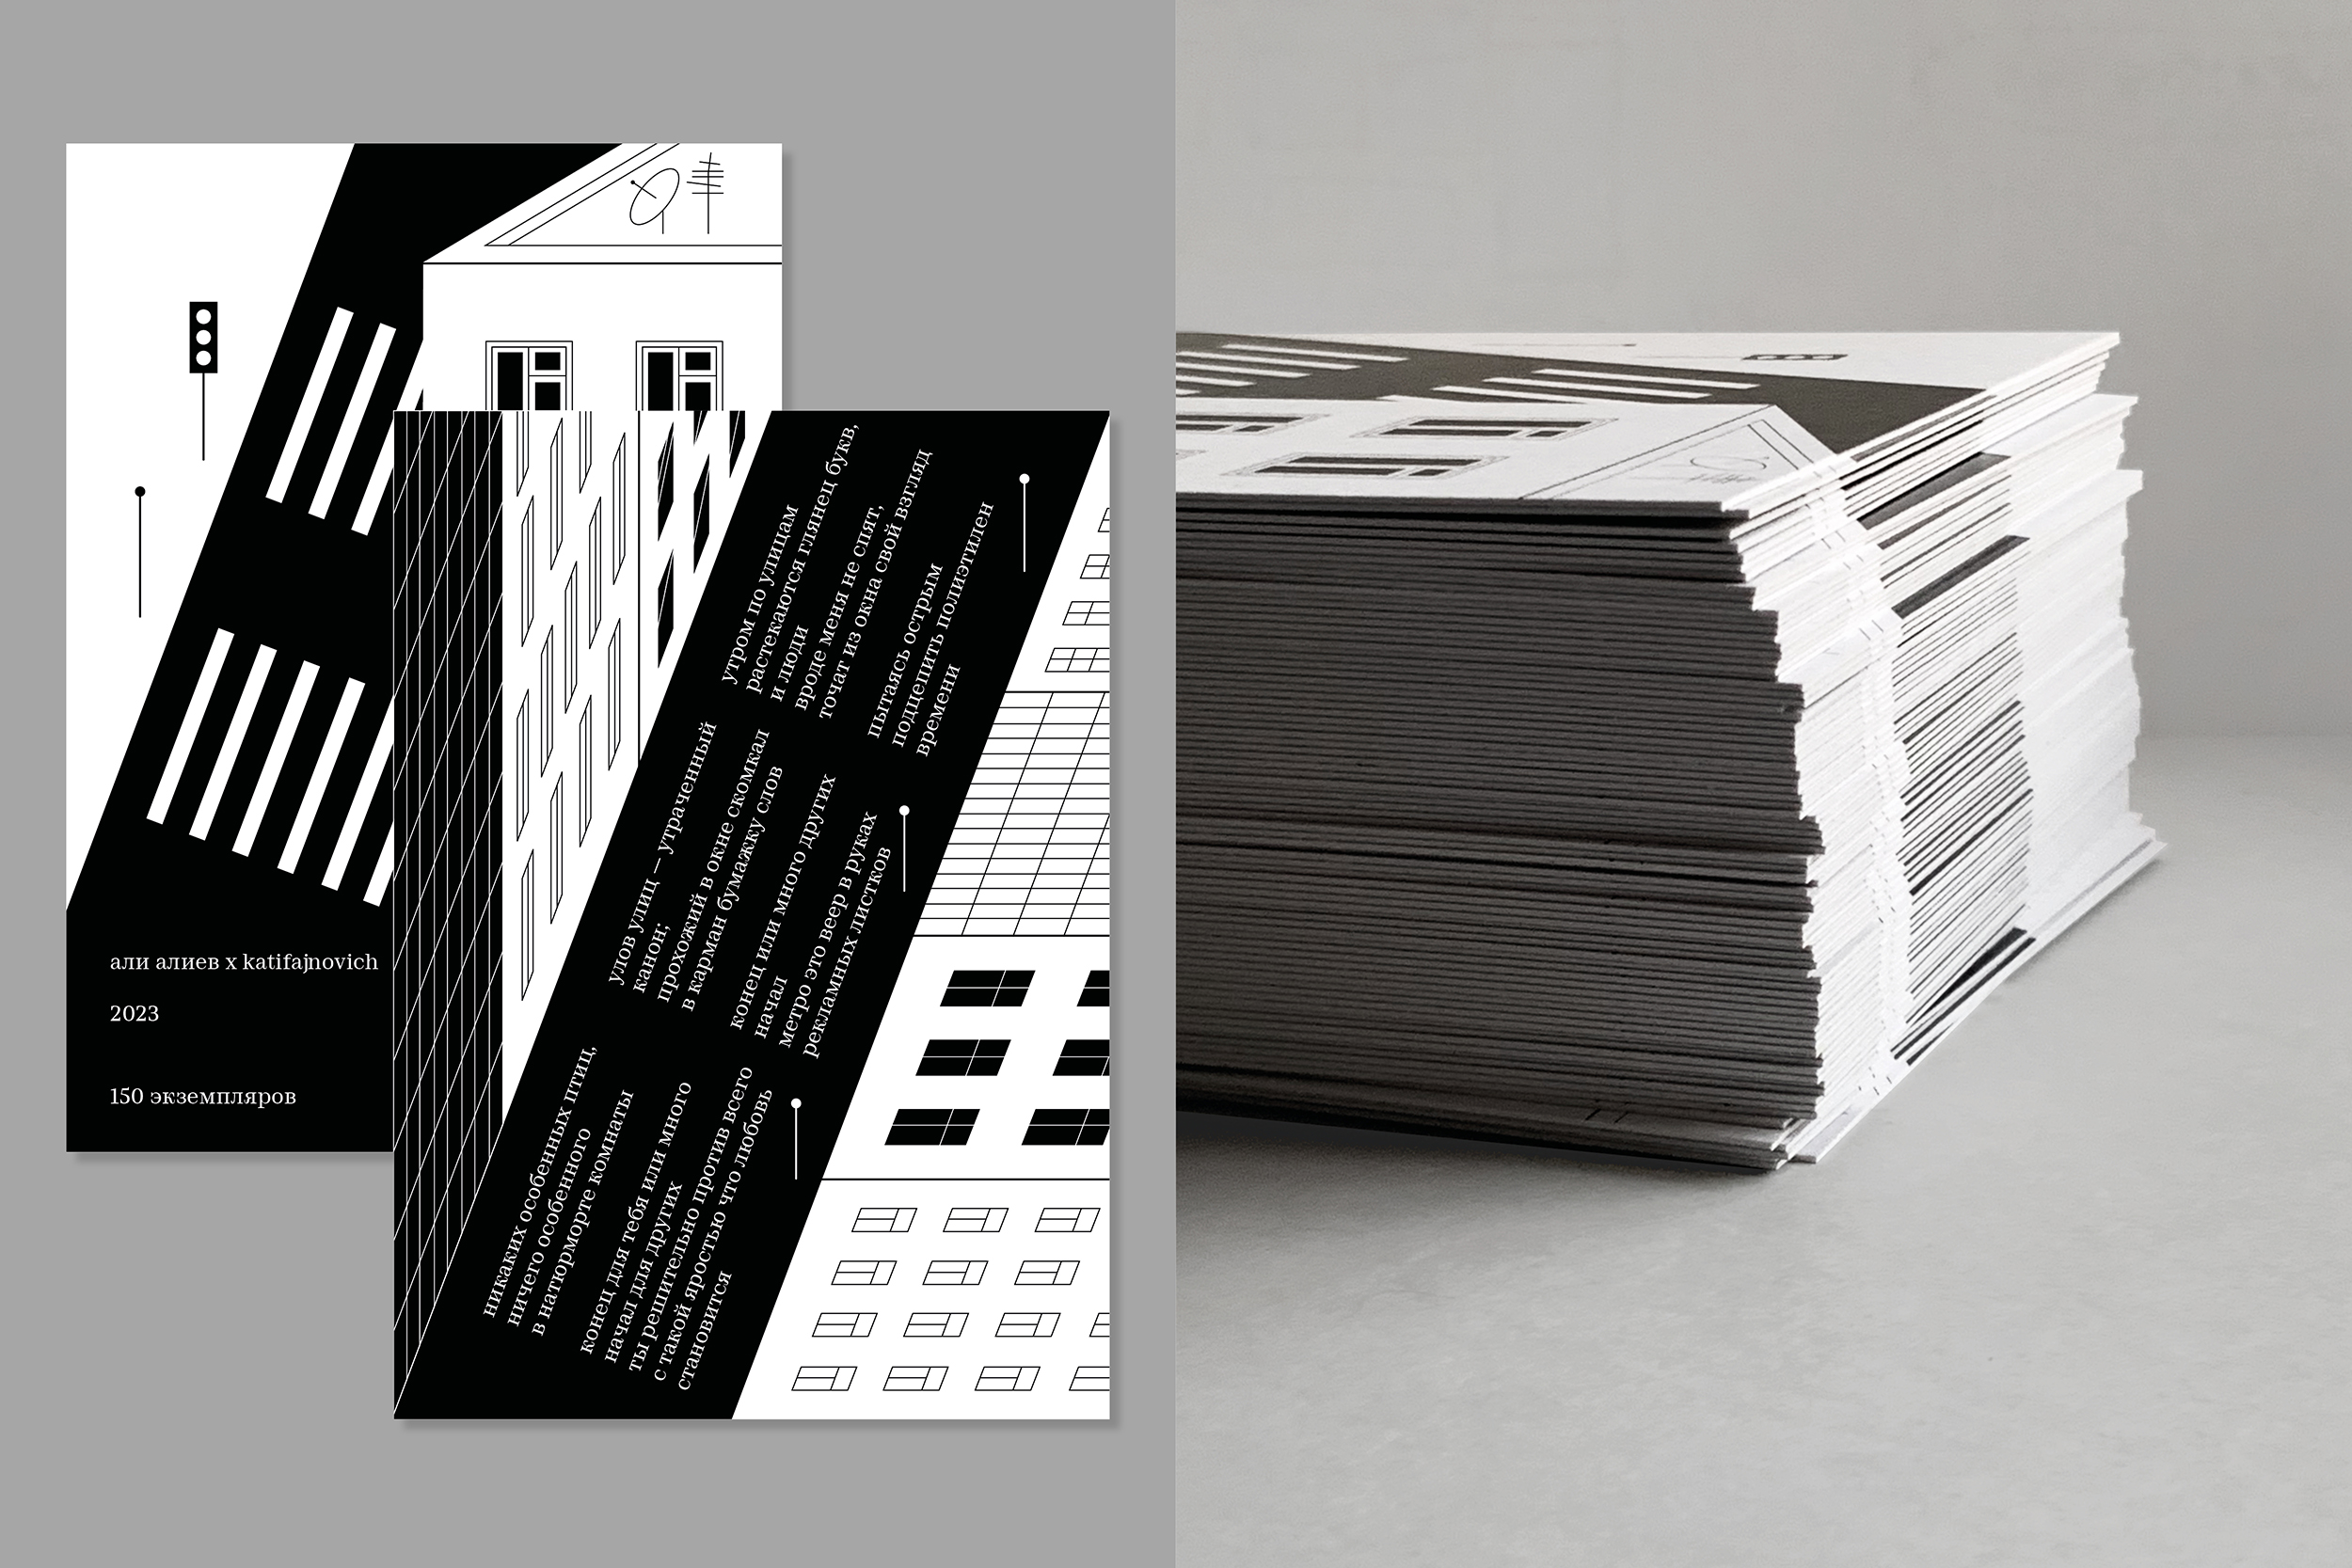 али алиев x katifajnovich
2023
150 экземпляров
утром по улицам
растекаются глянец букв,
и люди
вроде меня не спят,
точат из окна свой взгляд
пытаясь острым
подцепить полиэтилен
времени
улов улиц – утраченный
канон;
прохожий в окне скомкал
в карман бумажку слов
конец или много других
начал
метро это веер в руках
рекламных листков
никаких особенных птиц,
ничего особенного
в натюрморте комнаты
конец для тебя или много
начал для других
ты решительно против всего
с такой яростью что любовь
становится